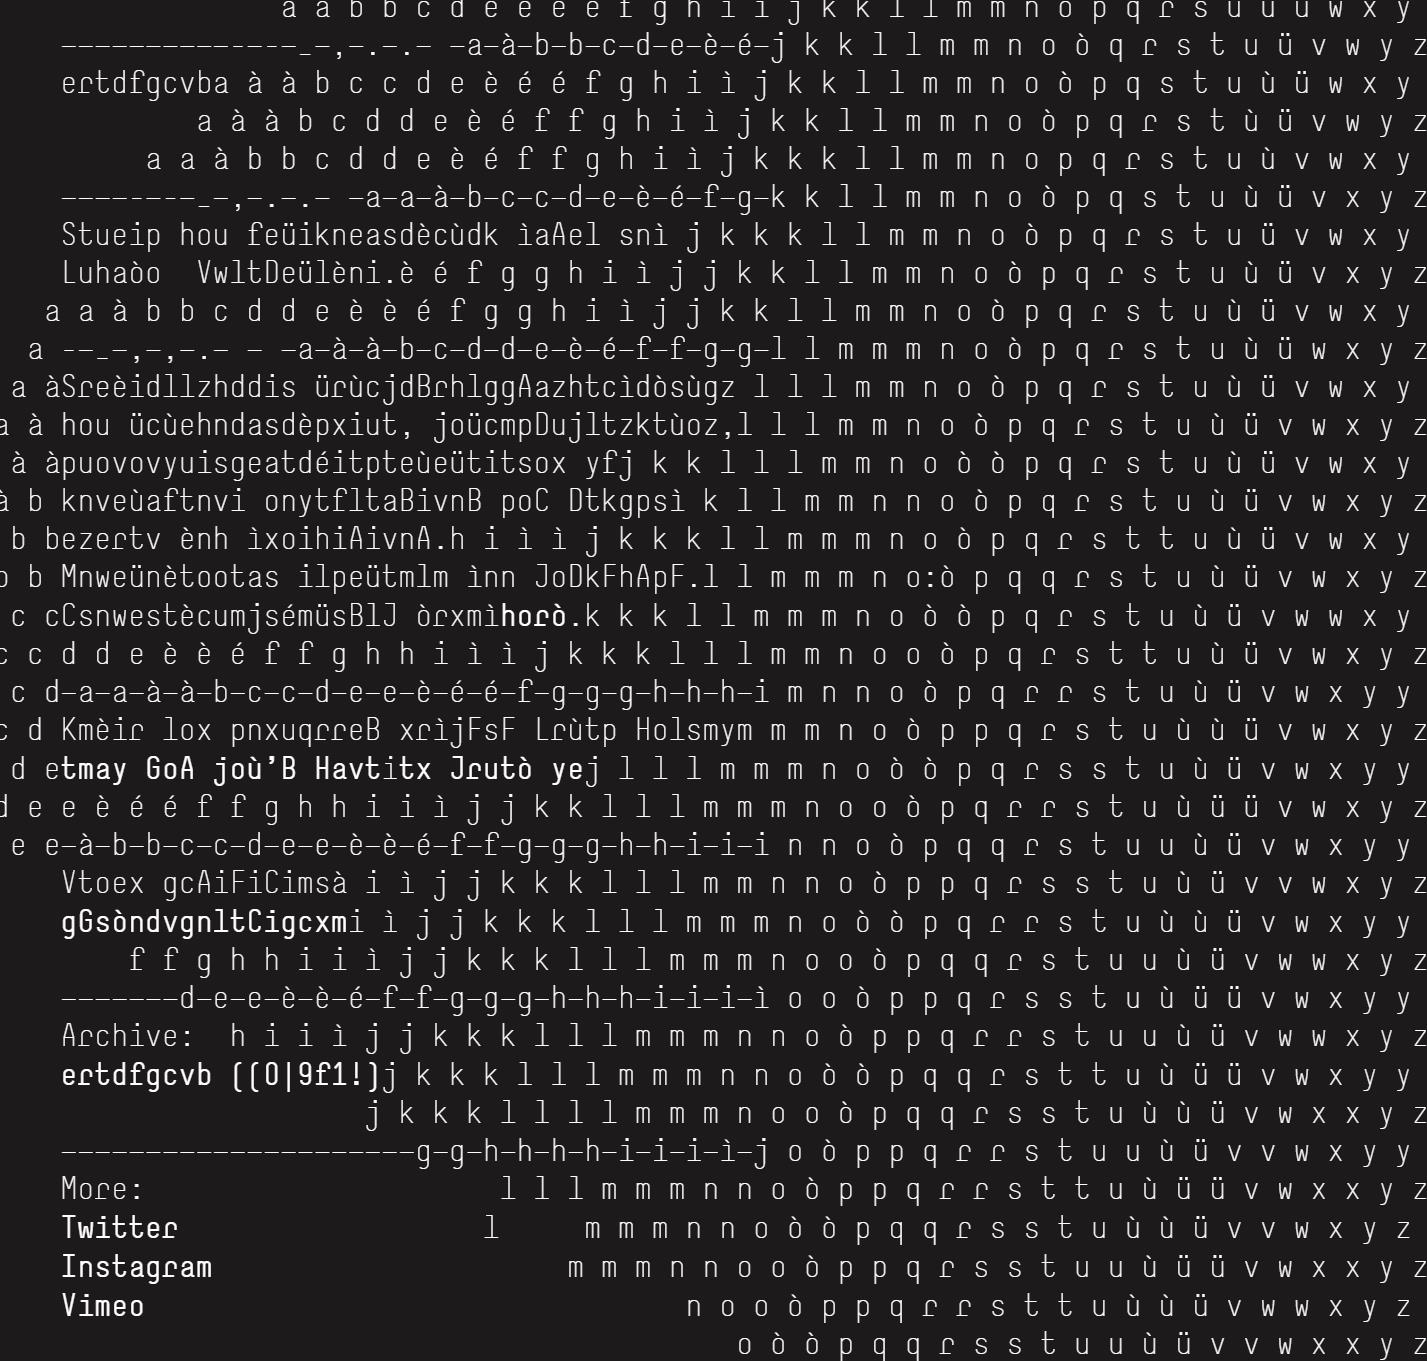 a a b b c d e è é e f g h i i j k k l l m m n o p q r s u ù ü w x y
--------------_-,-.-.- -a-à-b-b-c-d-e-è-é-j k k l l m m n o ò q r s t u ü v w y z
ertdfgcvba à à b c c d e è é é f g h i ì j k k l l m m n o ò p q s t u ù ü w x y
a à à b c d d e è é f f g h i ì j k k l l m m n o ò p q r s t ù ü v w y z
a a à b b c d d e è é f f g h i ì j k k k l l m m n o p q r s t u ù v w x y
--------_-,-.-.- -a-a-à-b-c-c-d-e-è-é-f-g-k k l l m m n o ò p q s t u ù ü v x y z
Stueip hou feüikneasdècùdk ìaAel snì j k k k l l m m n o ò p q r s t u ü v w x y
Luhaòo  VwltDeülèni.è é f g g h i ì j j k k l l m m n o ò p q r s t u ù ü v x y z
a a à b b c d d e è è é f g g h i ì j j k k l l m m n o ò p q r s t u ù ü v w x y
a --_-,-,-.- - -a-à-à-b-c-d-d-e-è-é-f-f-g-g-l l m m m n o ò p q r s t u ù ü w x y z
a àSreèidllzhddis ürùcjdBrhlggAazhtcìdòsùgz l l l m m n o ò p q r s t u ù ü v w x y
a à hou ücùehndasdèpxiut, joücmpDujltzktùoz,l l l m m n o ò p q r s t u ù ü v x y z
à àpuovovyuisgeatdéitpteùeütitsox yfj k k l l l m m n o ò ò p q r s t u ù ü v w x y
à b knveùaftnvi onytfltaBivnB poC Dtkgpsì k l l m m n n o ò p q r s t u ù ü v w x y z
b bezertv ènh ìxoihiAivnA.h i ì ì j k k k l l m m m n o ò p q r s t t u ù ü v w x y
b b Mnweünètootas ilpeütmlm ìnn JoDkFhApF.l l m m m n o:ò p q q r s t u ù ü v w x y z
c cCsnwestècumjsémüsBlJ òrxmìhorò.k k k l l m m m n o ò ò p q r s t u ù ü v w w x y
c c d d e è è é f f g h h i ì ì j k k k l l l m m n o o ò p q r r s t t u ù ü v w x y z
c d-a-a-à-à-b-c-c-d-e-e-è-é-é-f-g-g-g-h-h-h-i m n n o ò p q r r s t u ù ü v w x y y
c d Kmèir lox pnxuqrreB xrìjFsF Lrùtp Holsmym m m n o ò p p q r s t u ù ù ü v w x y z
d etmay GoA joù’B Havtitx Jrutò yej l l l m m m n o ò ò p q r s s t u ù ü v w x y y
d e e è é é f f g h h i i ì j j k k l l l m m m n o o ò p q r r s t u ù ü ü v w x y z
e e-à-b-b-c-c-d-e-e-è-è-é-f-f-g-g-g-h-h-i-i-i n n o ò p q q r s t u u ù ü v w x y y
Vtoex gcAiFiCimsà i ì j j k k k l l l m m n n o ò p p q r s s t u ù ü v v w x y z
gGsòndvgnltCigcxmi ì j j k k k l l l m m m n o ò ò p q r r s t u ù ù ü v w x y y
f f g h h i i ì j j k k k l l l m m m n o o ò p q q r s t u u ù ü v w w x y z
-------d-e-e-è-è-é-f-f-g-g-g-h-h-h-i-i-i-ì o o ò p p q r s s t u ù ü ü v w x y y
Archive:  h i i ì j j k k k l l l m m m n n o ò p p q r r s t u u ù ü v w w x y z
ertdfgcvb ((O|9f1!)j k k k l l l m m m n n o ò ò p q q r s t t u ù ü ü v w x y y
j k k k l l l l m m m n o o ò p q q r s s t u ù ù ü v w x x y z
---------------------g-g-h-h-h-h-i-i-i-ì-j o ò p p q r r s t u u ù ü v v w x y y
More: l l l m m m n n o ò p p q r r s t t u ù ü ü v w x x y z
Twitter l m m m n n o ò ò p q q r s s t u ù ù ü v v w x y z
Instagram m m m n n o o ò p p q r s s t u u ù ü ü v w x x y z
Vimeo n o o ò p p q r r s t t u ù ù ü v w w x y z
o ò ò p q q r s s t u u ù ü v v w x x y z